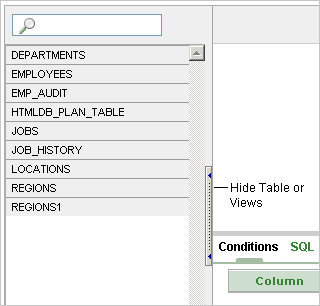 DEPARTMENTS
EMPLOYEES
EMP_AUDIT
HTMLDB_PLAN_TABLE
JOBS
JOB_HISTORY
LOCATIONS
REGIONS
REGIONS1
Hide Table or
Views
Conditions SQL
Column